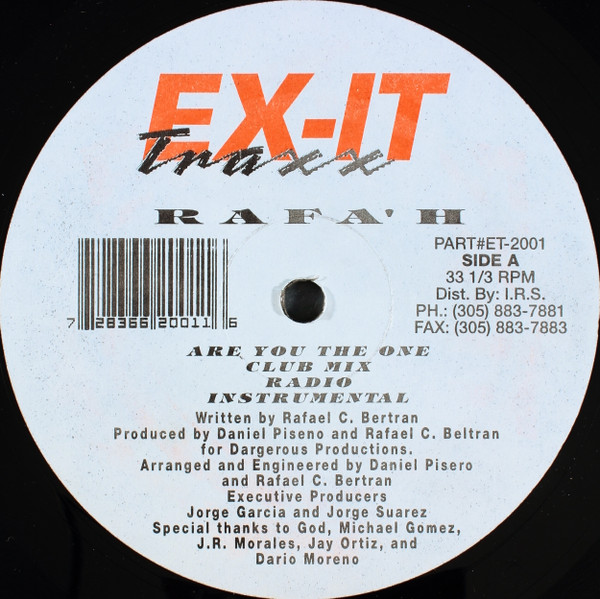 EX-IT
Traxx
RAFA'H
PART#ET-2001
SIDE A
33 1/3 RPM
Dist. By: I.R.S.
PH.: (305) 883-7881
FAX: (305) 883-7883
7 28366 20011 6
ARE YOU THE ONE
CLUB MIX
RADIO
INSTRUMENTAL
Written by Rafael C. Bertran
Produced by Daniel Piseno and Rafael C. Beltran
for Dargerous Productions.
Arranged and Engineered by Daniel Pisero
and Rafael C. Bertran
Executive Producers
Jorge Garcia and Jorge Suarez
Special thanks to God, Michael Gomez,
J.R. Morales, Jay Ortiz, and
Dario Moreno